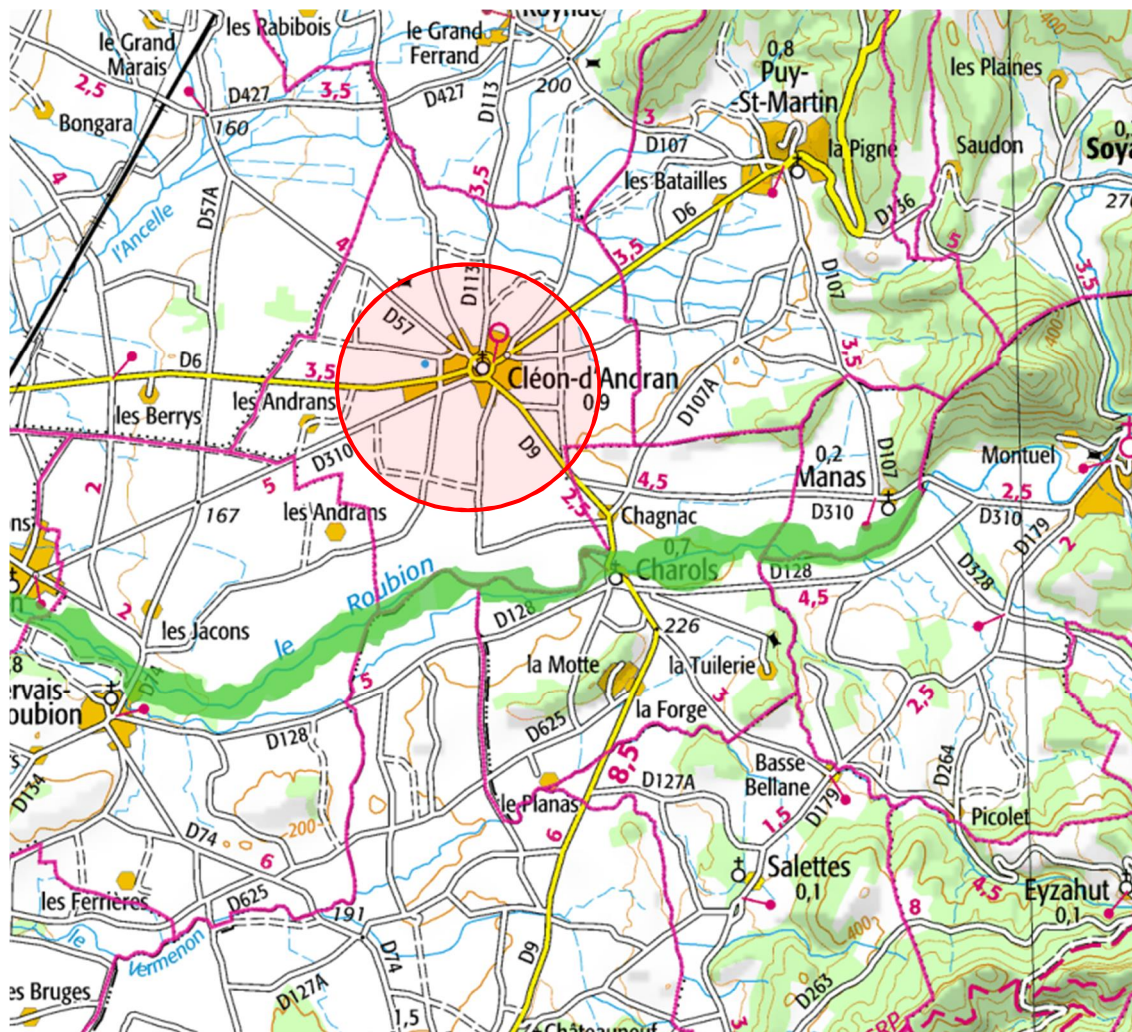 Roynac
les Rabibois
le Grand
Ferrand
le Grand
Marais
2,5
D427
3,5
D427
D113
200
0,8
Puy-
-St-Martin
les Plaines
Bongara
160
3
D107
la Pigne
Saudon
Soya
270
4
D57A
l'Ancelle
3,5
les Batailles
D6
D136
5
4
3,5
D107
3,5
400
D113
D57
D6
3,5
Cléon-d'Andran
0,9
3,5
les Berrys
les Andrans
D107A
D9
D310
5
2
0,2
Manas
D107
Montuel
4,5
2,5
D310
2,5
D310
167
les Andrans
Chagnac
D179
2
0,7
Charols
D128
4,5
D328
le Roubion
D128
2
les Jacons
226
la Motte
la Tuilerie
3
5
D74
ervais-
oubion
la Forge
D625
2,5
D128
8,5
Basse
Bellane
D264
D134
le Planas
D127A
D179
1,5
Picolet
200
D74
6
6
Salettes
0,1
4,5
Eyzahut
0,1
les Ferrières
D625
191
8
400
le
Vermenon
D74
D9
es Bruges
D127A
1,5
D263
3
Châteauneuf